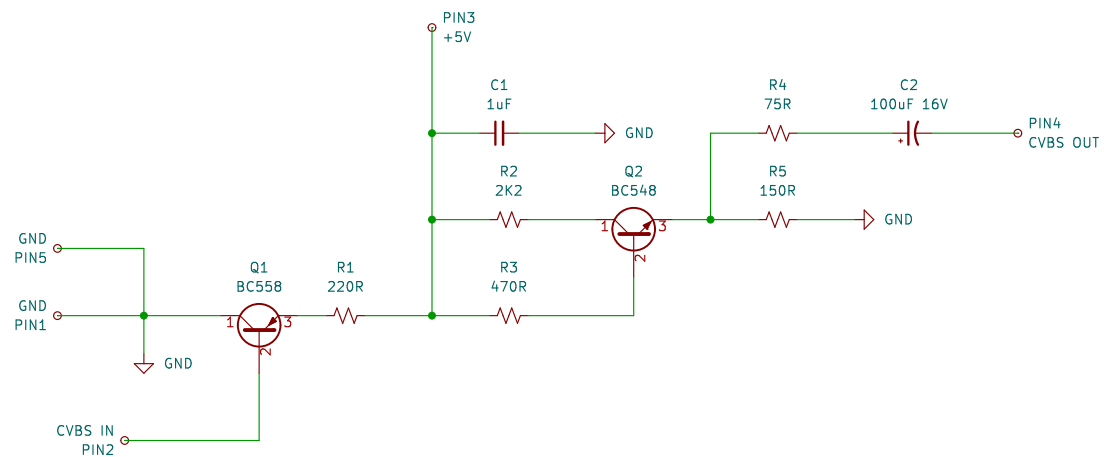 PIN3
+5V
C1
1uF
GND
R4
75R
C2
100uF 16V
+
PIN4
CVBS OUT
R2
2K2
Q2
BC548
1
3
2
R5
150R
GND
GND
PIN5
GND
PIN1
Q1
BC558
1
3
2
R1
220R
R3
470R
GND
CVBS IN
PIN2